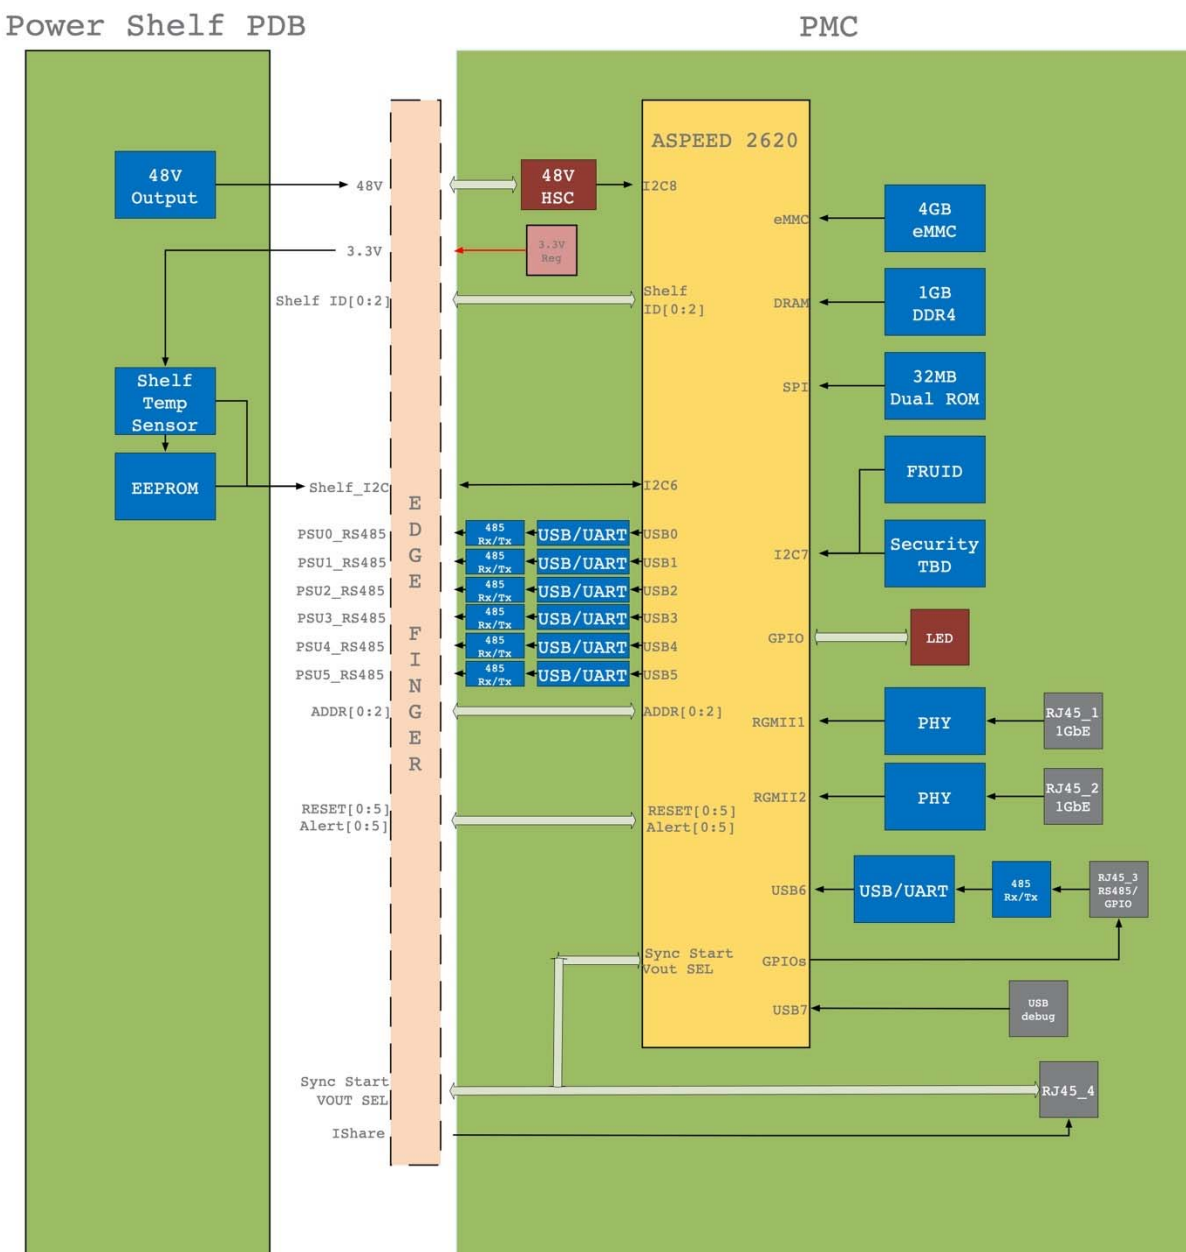 Power Shelf PDB
PMC
ASPEED 2620
48V
Output
48V
48V
HSC
I2C8
eMMC
4GB
eMMC
3.3V
3.3V
Reg
Shelf ID[0:2]
Shelf
ID[0:2]
DRAM
1GB
DDR4
Shelf
Temp
Sensor
SPI
32MB
Dual ROM
EEPROM
Shelf_I2C
I2C6
FRUID
EDGE FINGER
PSU0_RS485
485
Rx/Tx
USB/UART
USB0
PSU1_RS485
485
Rx/Tx
USB/UART
USB1
PSU2_RS485
485
Rx/Tx
USB/UART
USB2
PSU3_RS485
485
Rx/Tx
USB/UART
USB3
PSU4_RS485
485
Rx/Tx
USB/UART
USB4
PSU5_RS485
485
Rx/Tx
USB/UART
USB5
I2C7
Security
TBD
GPIO
LED
ADDR[0:2]
ADDR[0:2]
RGMII1
PHY
RJ45_1
1GbE
RGMII2
PHY
RJ45_2
1GbE
RESET[0:5]
Alert[0:5]
RESET[0:5]
Alert[0:5]
USB6
USB/UART
485
Rx/Tx
RJ45_3
RS485/
GPIO
Sync Start
Vout SEL
GPIOs
USB7
USB
debug
Sync Start
VOUT SEL
RJ45_4
IShare